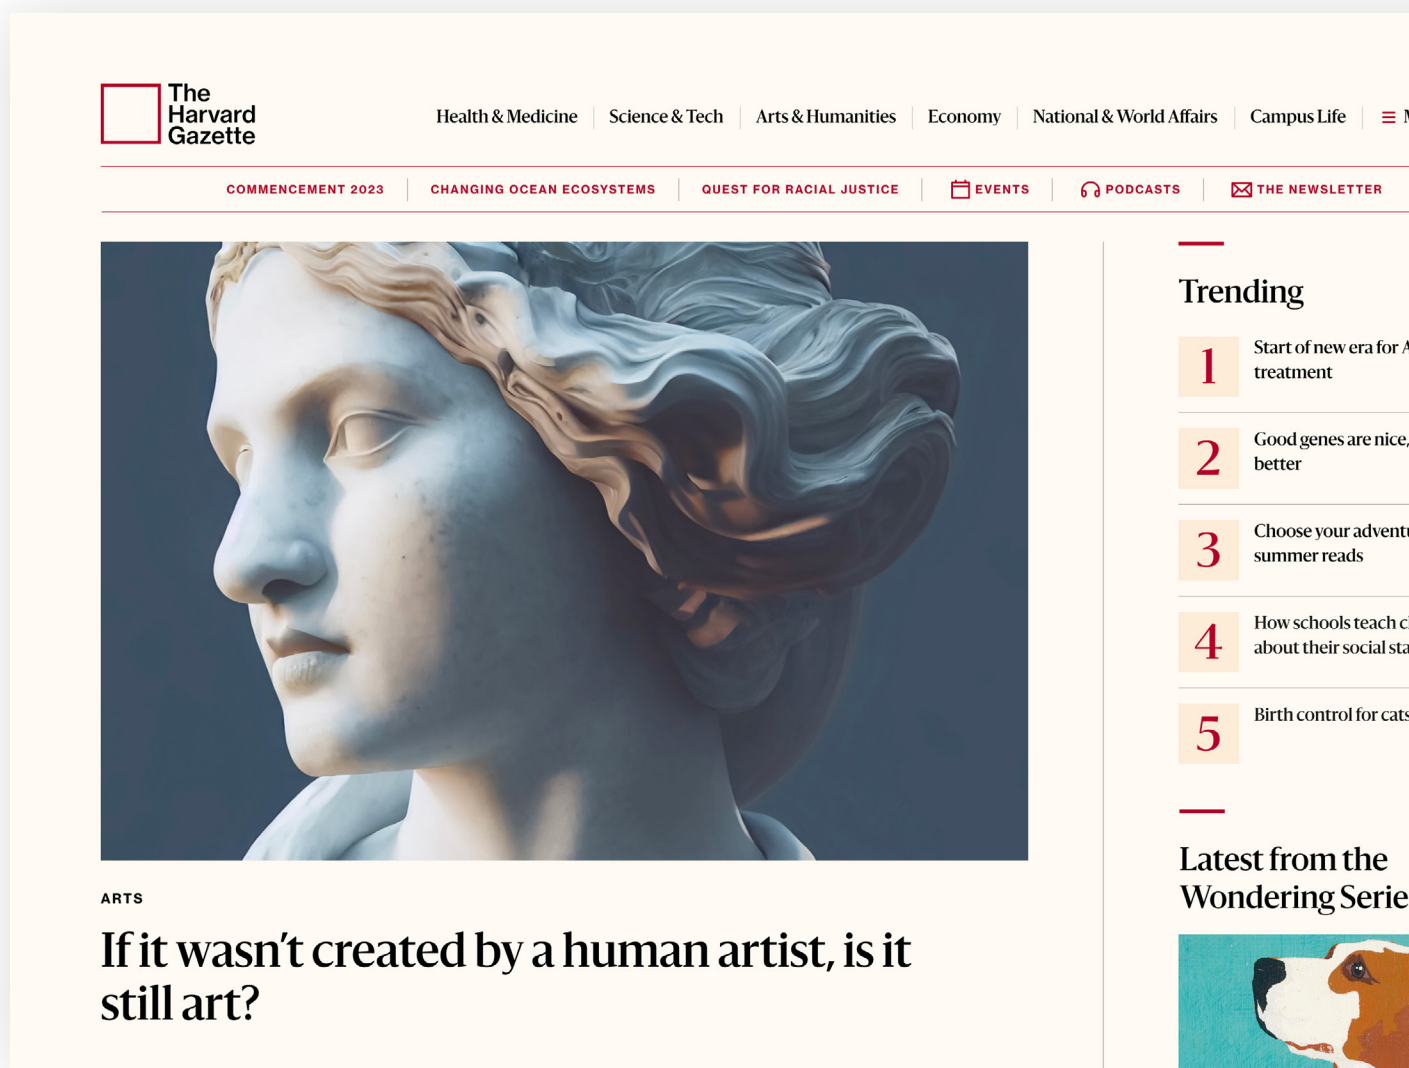 The
Harvard
Gazette
Health & Medicine
Science & Tech
Arts & Humanities
Economy
National & World Affairs
Campus Life
COMMENCEMENT 2023
CHANGING OCEAN ECOSYSTEMS
QUEST FOR RACIAL JUSTICE
EVENTS
PODCASTS
THE NEWSLETTER
ARTS
If it wasn’t created by a human artist, is it
still art?
Trending
1
Start of new era for
treatment
2
Good genes are nice,
better
3
Choose your
summer reads
4
How schools teach
about their social
5
Birth control for cats
Latest from the
Wondering